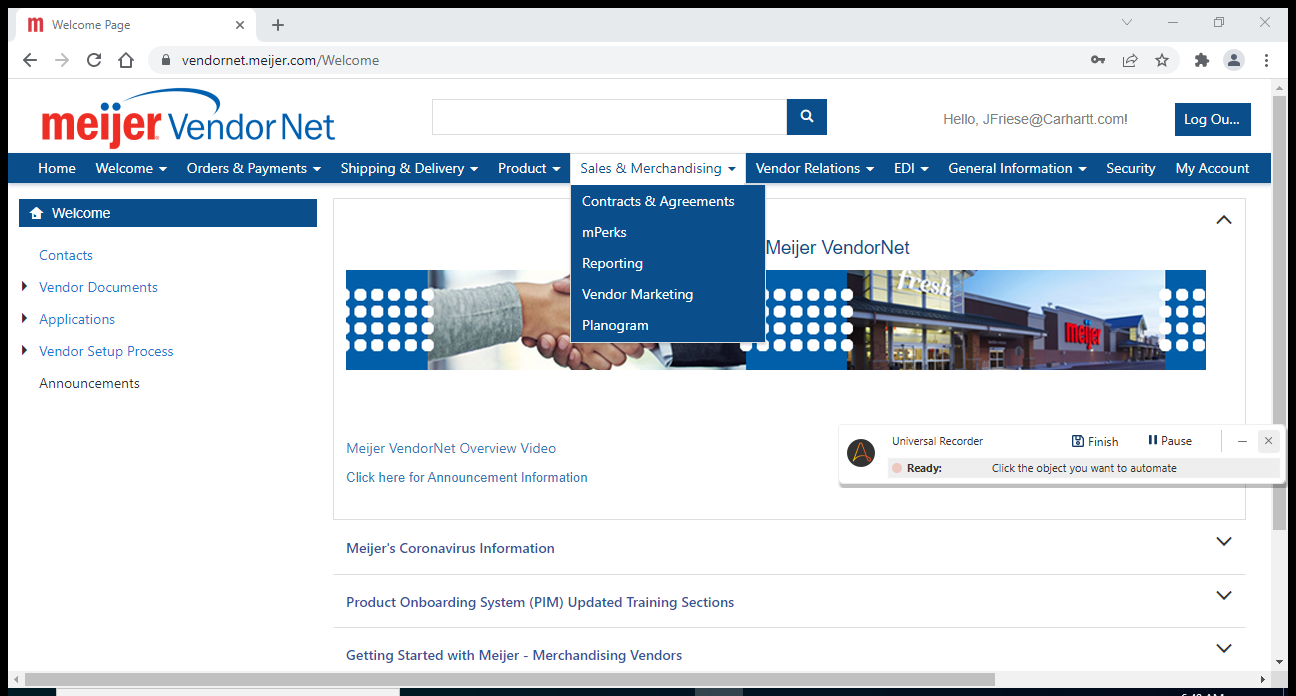 Welcome Page
vendornet.meijer.com/Welcome
meijer VendorNet
Hello, JFriese@Carhartt.com!
Log Ou...
Home Welcome Orders & Payments Shipping & Delivery Product Sales & Merchandising Vendor Relations EDI General Information Security My Account
Welcome
Contacts
Vendor Documents
Applications
Vendor Setup Process
Announcements
Contracts & Agreements
mPerks
Reporting
Vendor Marketing
Planogram
Meijer VendorNet
fresh
meijer
Meijer VendorNet Overview Video
Click here for Announcement Information
Universal Recorder Finish Pause
Ready: Click the object you want to automate
Meijer's Coronavirus Information
Product Onboarding System (PIM) Updated Training Sections
Getting Started with Meijer - Merchandising Vendors